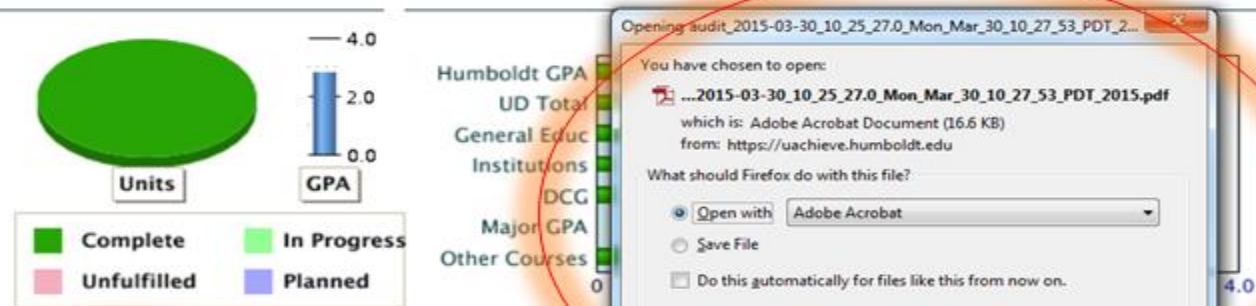 4.0
2.0
0.0
Units
GPA
Complete
In Progress
Unfulfilled
Planned
Humboldt GPA
UD Total
General Educ
Institutions
DCG
Major GPA
Other Courses
0
4.0
Opening audit_2015-03-30_10_25_27.0_Mon_Mar_30_10_27_53_PDT_2...
You have chosen to open:
...2015-03-30_10_25_27.0_Mon_Mar_30_10_27_53_PDT_2015.pdf
which is: Adobe Acrobat Document (16.6 KB)
from: https://uachieve.humboldt.edu
What should Firefox do with this file?
Open with Adobe Acrobat
Save File
Do this automatically for files like this from now on.